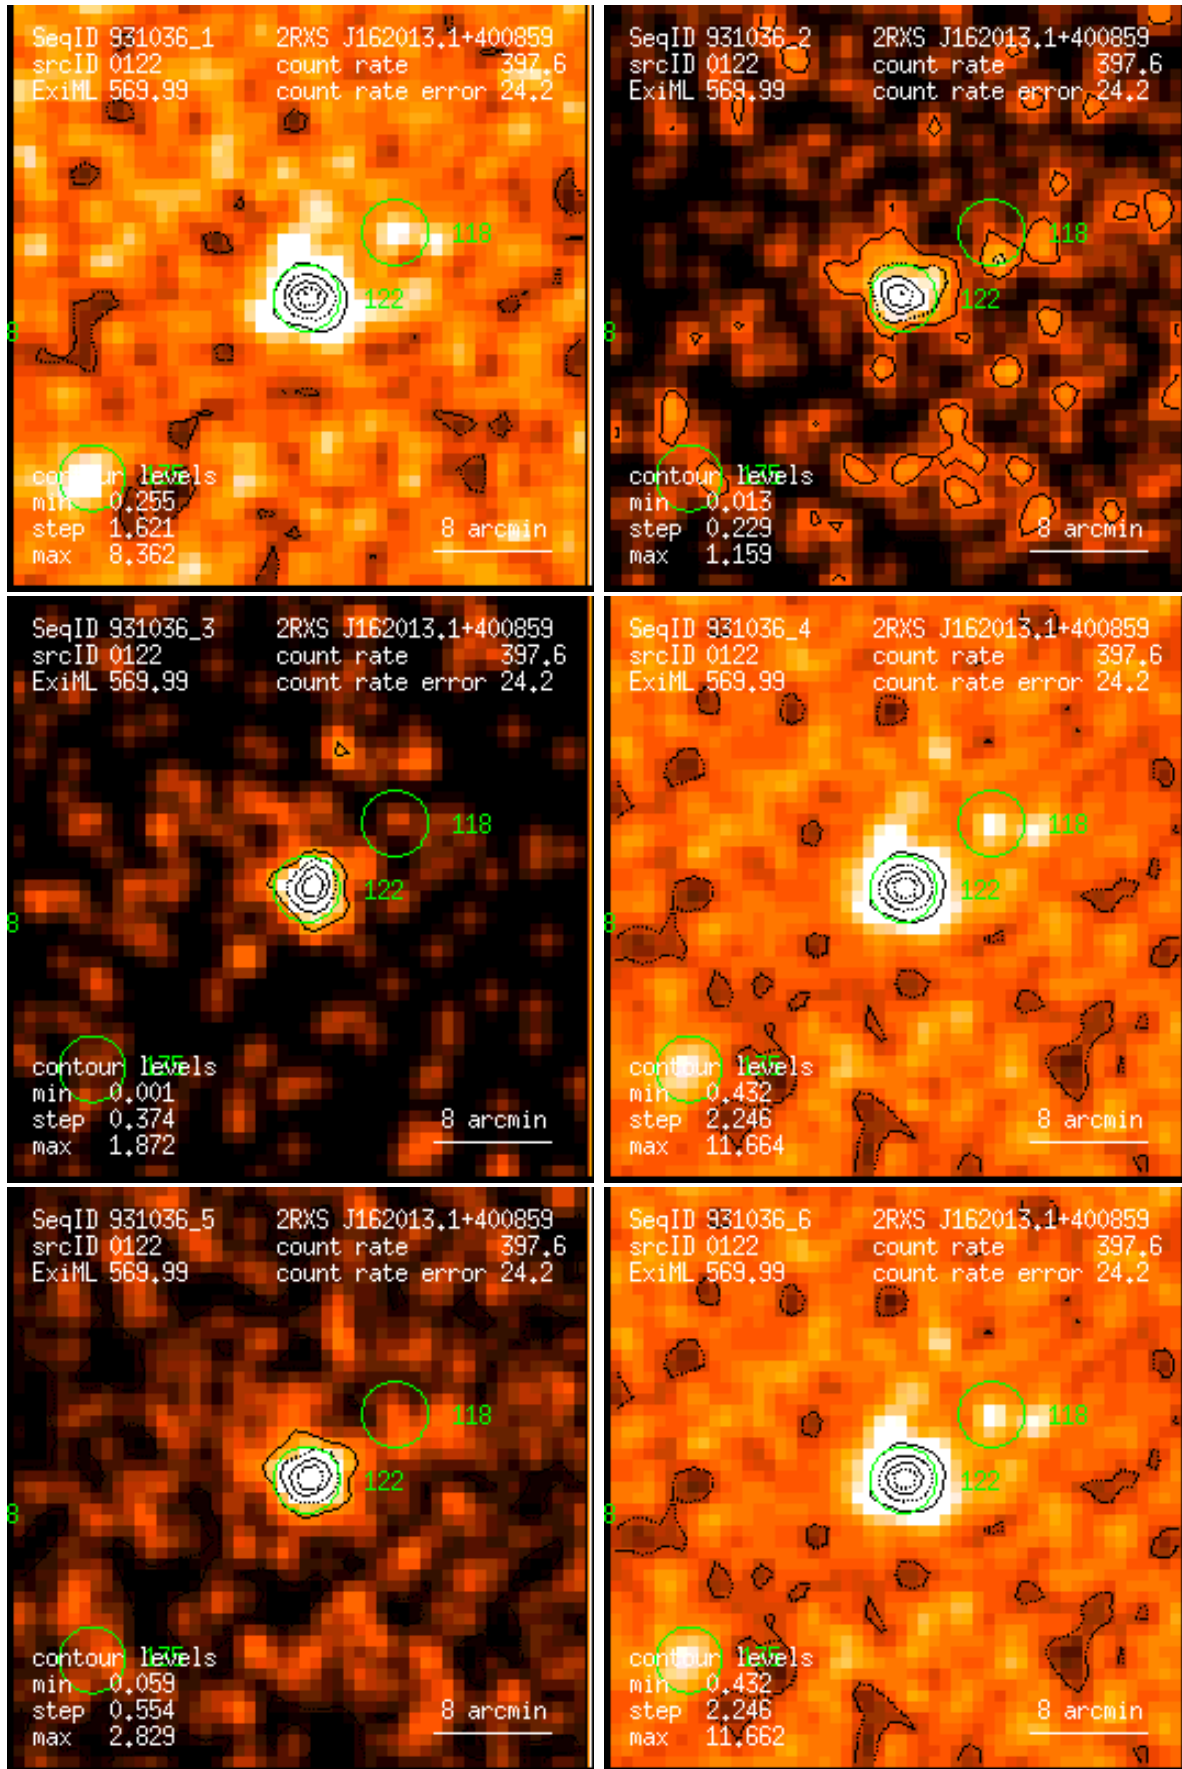 SeqID 931036_1 2RXS J162013.1+400859
srcID 0122 count rate 397.6
ExiML 569.99 count rate error 24.2
118
122
8
135
contour levels
min 0.255
step 1.621 8 arcmin
max 8.362
SeqID 931036_2 2RXS J162013.1+400859
srcID 0122 count rate 397.6
ExiML 569.99 count rate error 24.2
118
122
8
135
contour levels
min 0.013
step 0.229 8 arcmin
max 1.159
SeqID 931036_3 2RXS J162013.1+400859
srcID 0122 count rate 397.6
ExiML 569.99 count rate error 24.2
118
122
8
135
contour levels
min 0.001
step 0.374 8 arcmin
max 1.872
SeqID 931036_4 2RXS J162013.1+400859
srcID 0122 count rate 397.6
ExiML 569.99 count rate error 24.2
118
122
8
135
contour levels
min 0.432
step 2.246 8 arcmin
max 11.664
SeqID 931036_5 2RXS J162013.1+400859
srcID 0122 count rate 397.6
ExiML 569.99 count rate error 24.2
118
122
8
135
contour levels
min 0.059
step 0.554 8 arcmin
max 2.829
SeqID 931036_6 2RXS J162013.1+400859
srcID 0122 count rate 397.6
ExiML 569.99 count rate error 24.2
118
122
8
135
contour levels
min 0.432
step 2.246 8 arcmin
max 11.662